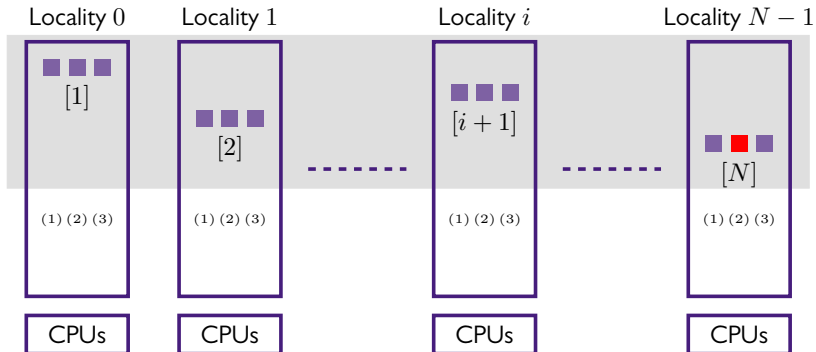 Locality 0 Locality 1 Locality i Locality N − 1
[1]
[i + 1]
[2]
[N]
(1) (2) (3) (1) (2) (3) (1) (2) (3) (1) (2) (3)
CPUs CPUs CPUs CPUs